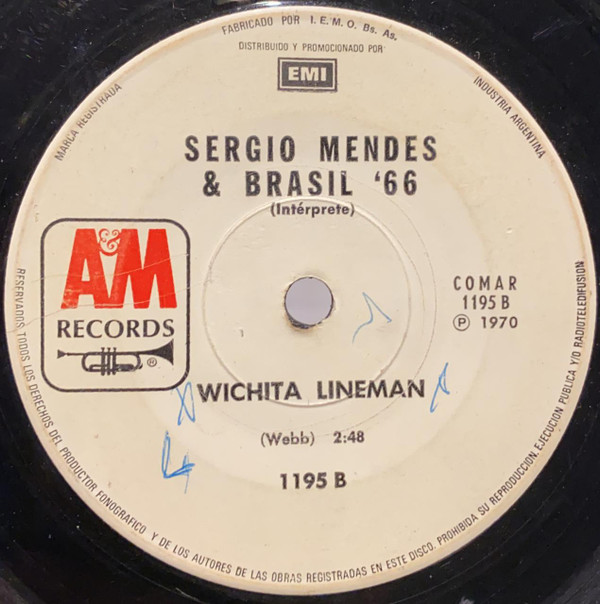 FABRICADO POR I.E.M.O. Bs. As.
DISTRIBUIDO Y PROMOCIONADO POR
EMI
MARCA REGISTRADA
INDUSTRIA ARGENTINA
SERGIO MENDES
& BRASIL '66
(Intérprete)
A&M
RECORDS
®
COMAR
1195 B
℗ 1970
WICHITA LINEMAN
(Webb) 2:48
1195 B
RESERVADOS TODOS LOS DERECHOS DEL PRODUCTOR FONOGRAFICO Y DE LOS AUTORES DE LAS OBRAS REGISTRADAS EN ESTE DISCO. PROHIBIDA SU REPRODUCCION, EJECUCION PUBLICA Y/O RADIOTELEDIFUSION